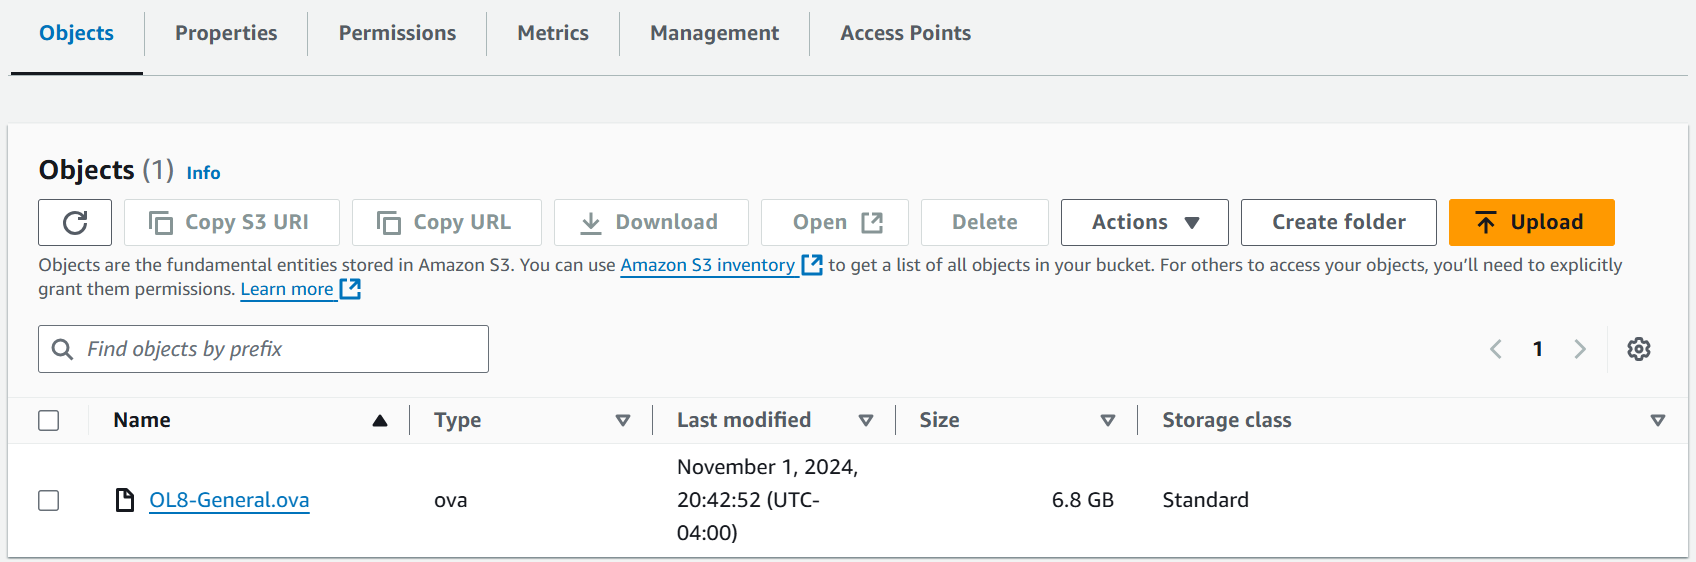 Objects Properties Permissions Metrics Management Access Points
Objects (1) Info
Copy S3 URI Copy URL Download Open Delete Actions Create folder Upload
Objects are the fundamental entities stored in Amazon S3. You can use Amazon S3 inventory to get a list of all objects in your bucket. For others to access your objects, you’ll need to explicitly
grant them permissions. Learn more
Find objects by prefix 1
Name Type Last modified Size Storage class
OL8-General.ova ova November 1, 2024,
20:42:52 (UTC-
04:00) 6.8 GB Standard